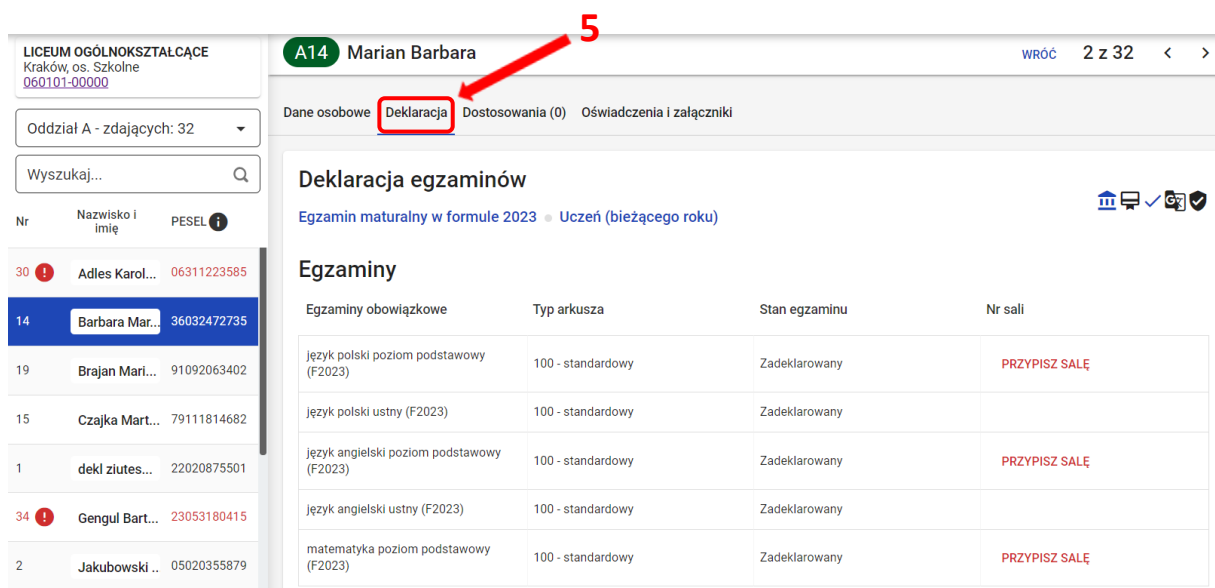 5
LICEUM OGÓLNOKSZTAŁCĄCE
Kraków, os. Szkolne
060101-00000
Oddział A - zdających: 32
Wyszukaj...
Nr
Nazwisko i
imię
PESEL
30 Adles Karol... 06311223585
14 Barbara Mar... 36032472735
19 Brajan Mari... 91092063402
15 Czajka Mart... 79111814682
1 dekl ziutes... 22020875501
34 Gengul Bart... 23053180415
2 Jakubowski .. 05020355879
A14 Marian Barbara
WRÓĆ 2 z 32 < >
Dane osobowe Deklaracja Dostosowania (0) Oświadczenia i załączniki
Deklaracja egzaminów
Egzamin maturalny w formule 2023 Uczeń (bieżącego roku)
Egzaminy
Egzaminy obowiązkowe Typ arkusza Stan egzaminu Nr sali
język polski poziom podstawowy
(F2023)
100 - standardowy Zadeklarowany PRZYPISZ SALĘ
język polski ustny (F2023) 100 - standardowy Zadeklarowany
język angielski poziom podstawowy
(F2023)
100 - standardowy Zadeklarowany PRZYPISZ SALĘ
język angielski ustny (F2023) 100 - standardowy Zadeklarowany
matematyka poziom podstawowy
(F2023)
100 - standardowy Zadeklarowany PRZYPISZ SALĘ